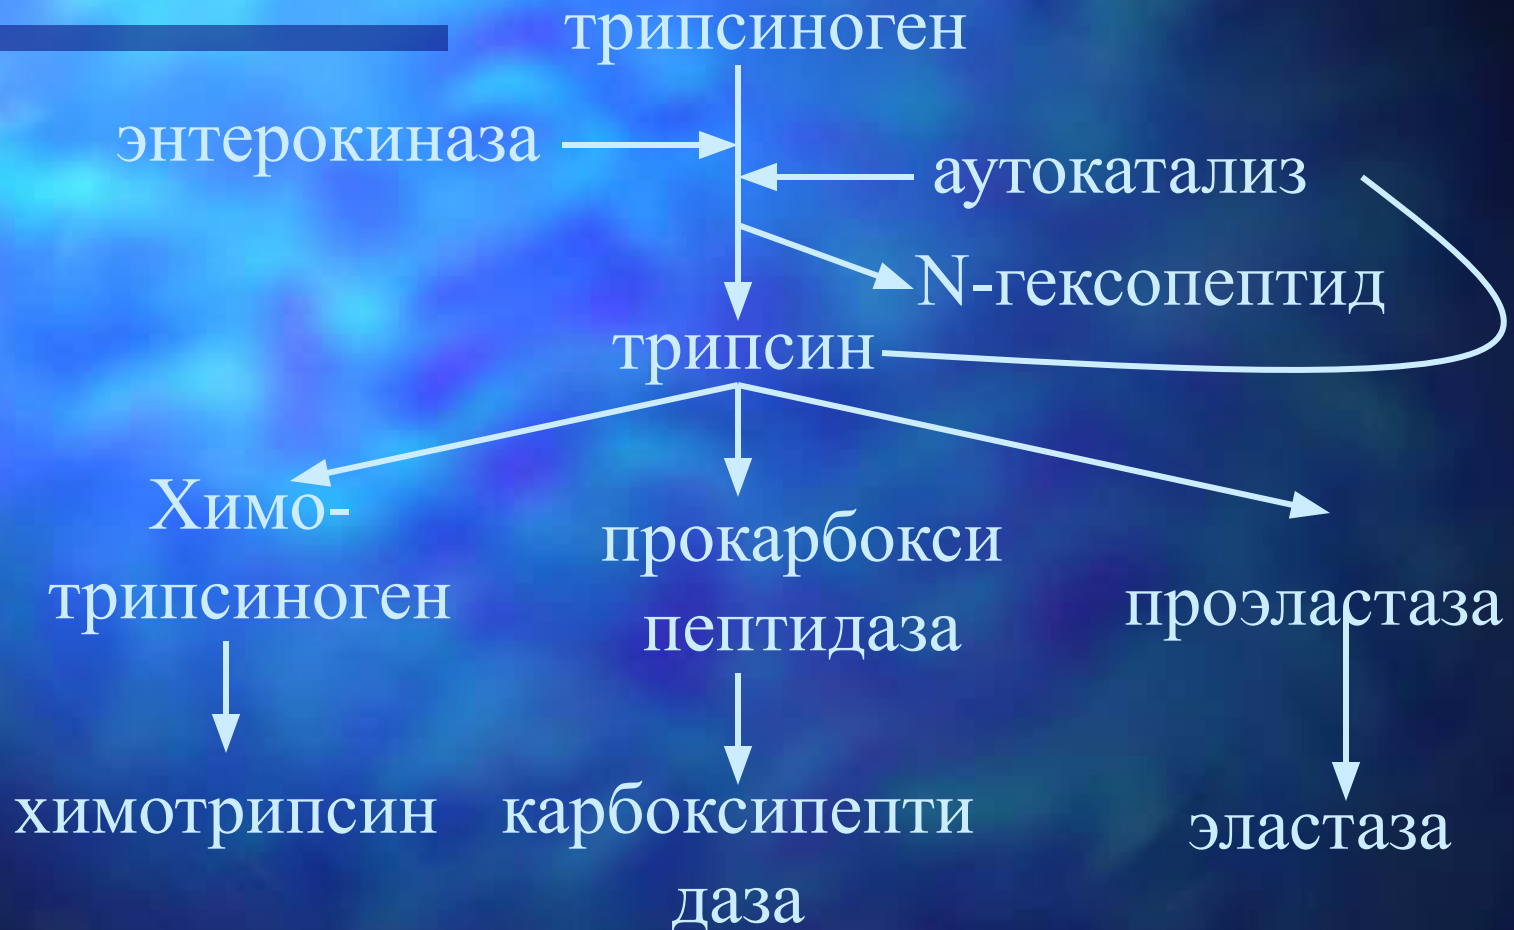 трипсиноген
энтерокиназа
аутокатализ
N-гексопептид
трипсин
Химо-
трипсиноген
прокарбокси
пептидаза
проэластаза
химотрипсин
карбоксипепти
даза
эластаза